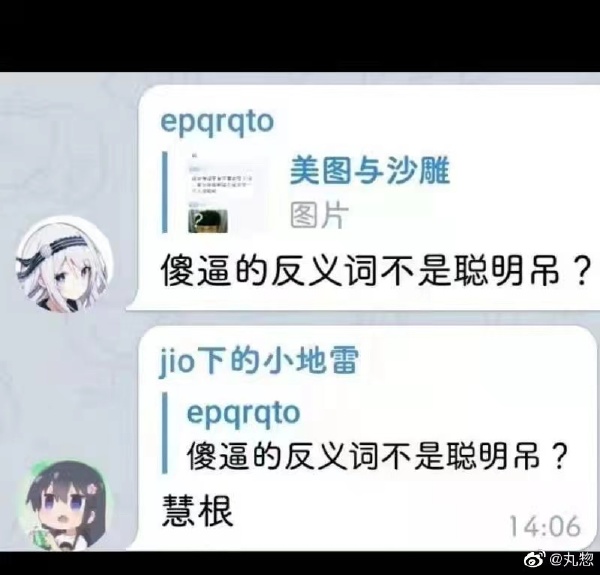 epqrqto
美图与沙雕
图片
傻逼的反义词不是聪明吊？
jio下的小地雷
epqrqto
傻逼的反义词不是聪明吊？
慧根
14:06
@丸惣